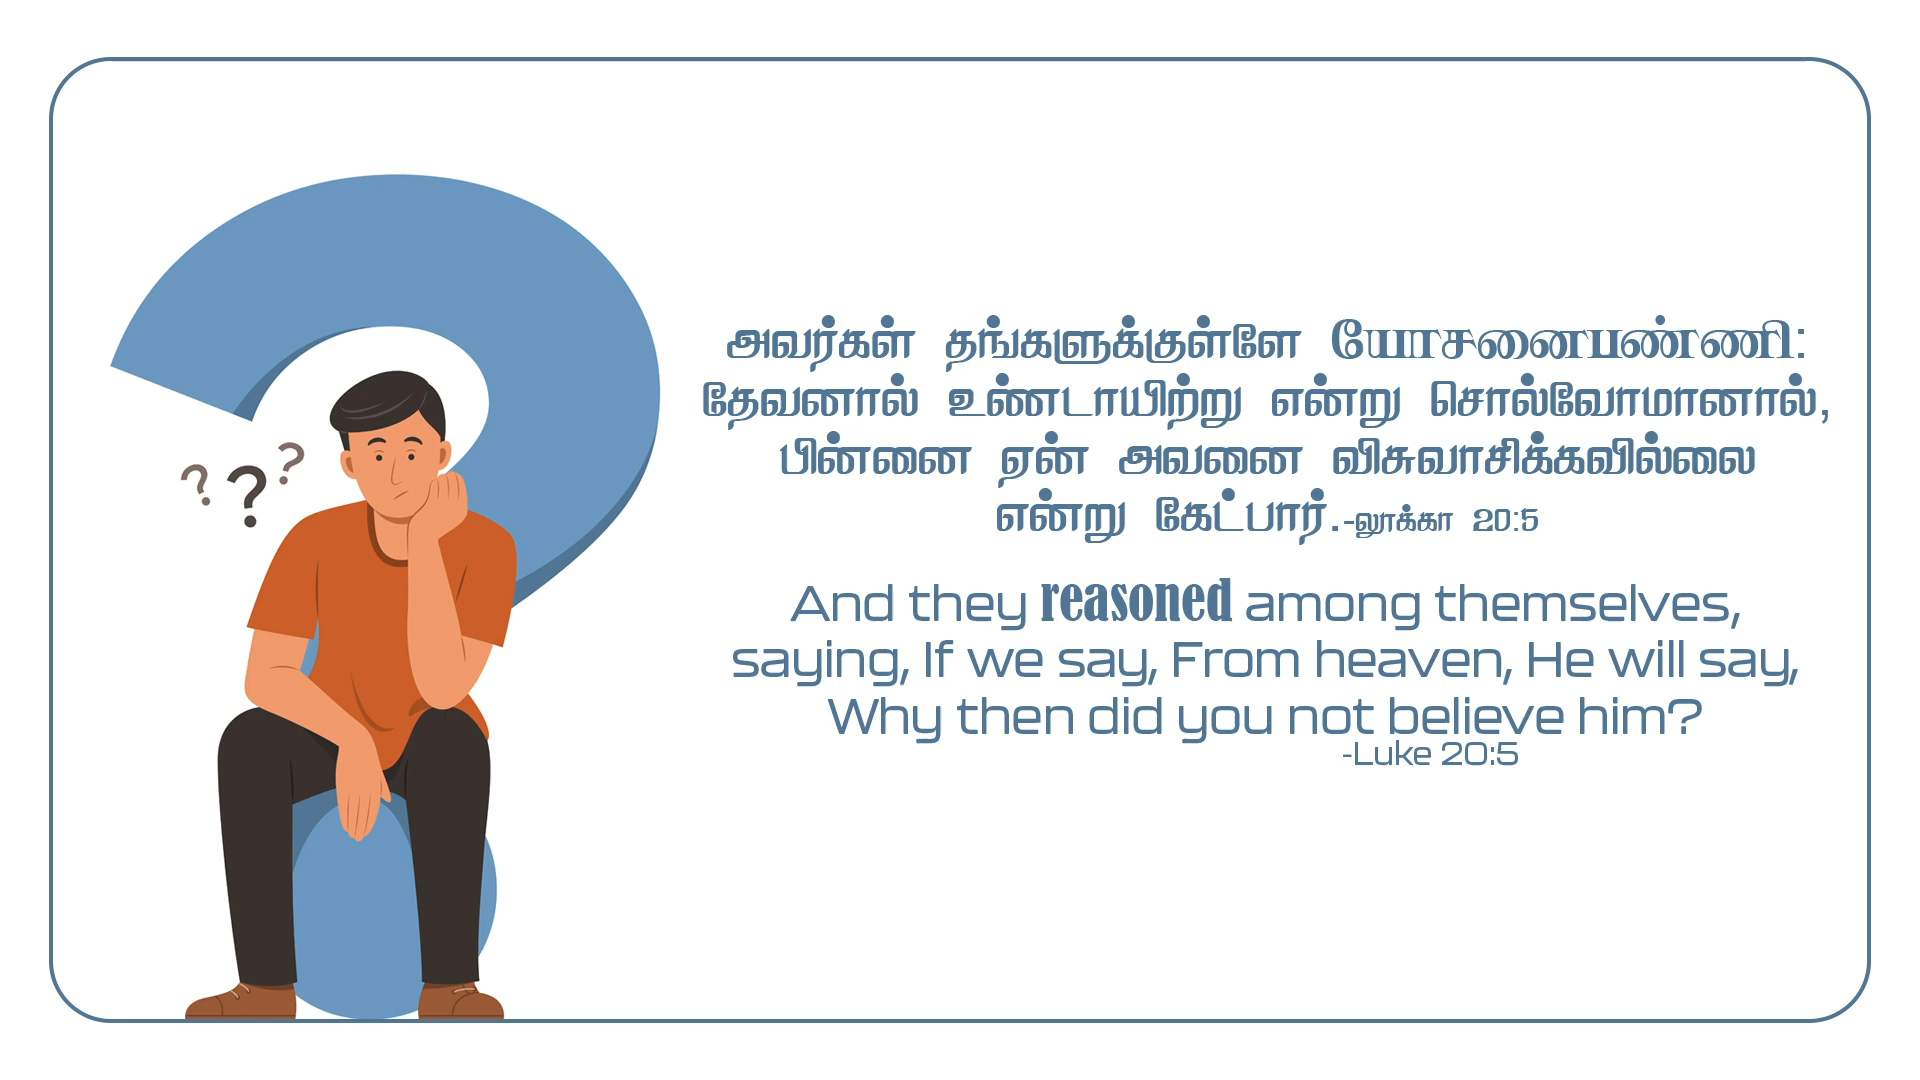 ? ? ?
அவர்கள் தங்களுக்குள்ளே யோசனைபண்ணி:
தேவனால் உண்டாயிற்று என்று சொல்வோமானால்,
பின்னை ஏன் அவனை விசுவாசிக்கவில்லை
என்று கேட்பார்.-லூக்கா 20:5
And they reasoned among themselves,
saying, If we say, From heaven, He will say,
Why then did you not believe him?
-Luke 20:5